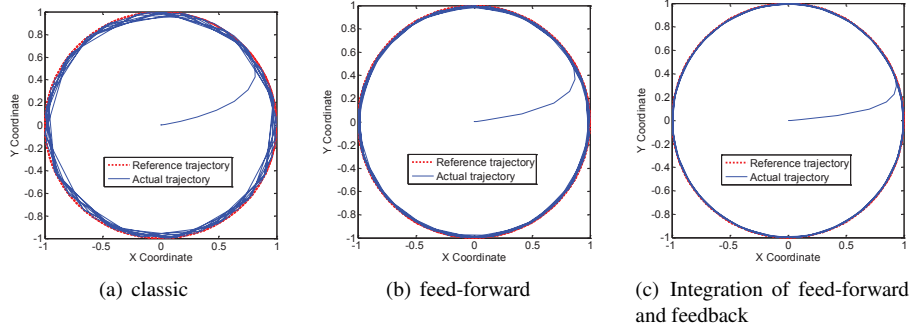 1
0.8
0.6
0.4
0.2
0
-0.2
-0.4
-0.6
-0.8
-1
-1 -0.5 0 0.5 1
Y Coordinate
X Coordinate
Reference trajectory
Actual trajectory
(a) classic
1
0.8
0.6
0.4
0.2
0
-0.2
-0.4
-0.6
-0.8
-1
-1 -0.5 0 0.5 1
Y Coordinate
X Coordinate
Reference trajectory
Actual trajectory
(b) feed-forward
1
0.8
0.6
0.4
0.2
0
-0.2
-0.4
-0.6
-0.8
-1
-1 -0.5 0 0.5 1
Y Coordinate
X Coordinate
Reference trajectory
Actual trajectory
(c) Integration of feed-forward
and feedback